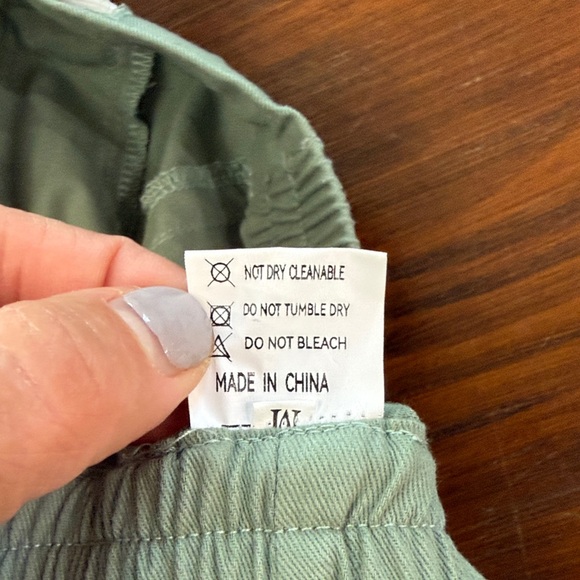 NOT DRY CLEANABLE
DO NOT TUMBLE DRY
DO NOT BLEACH
MADE IN CHINA